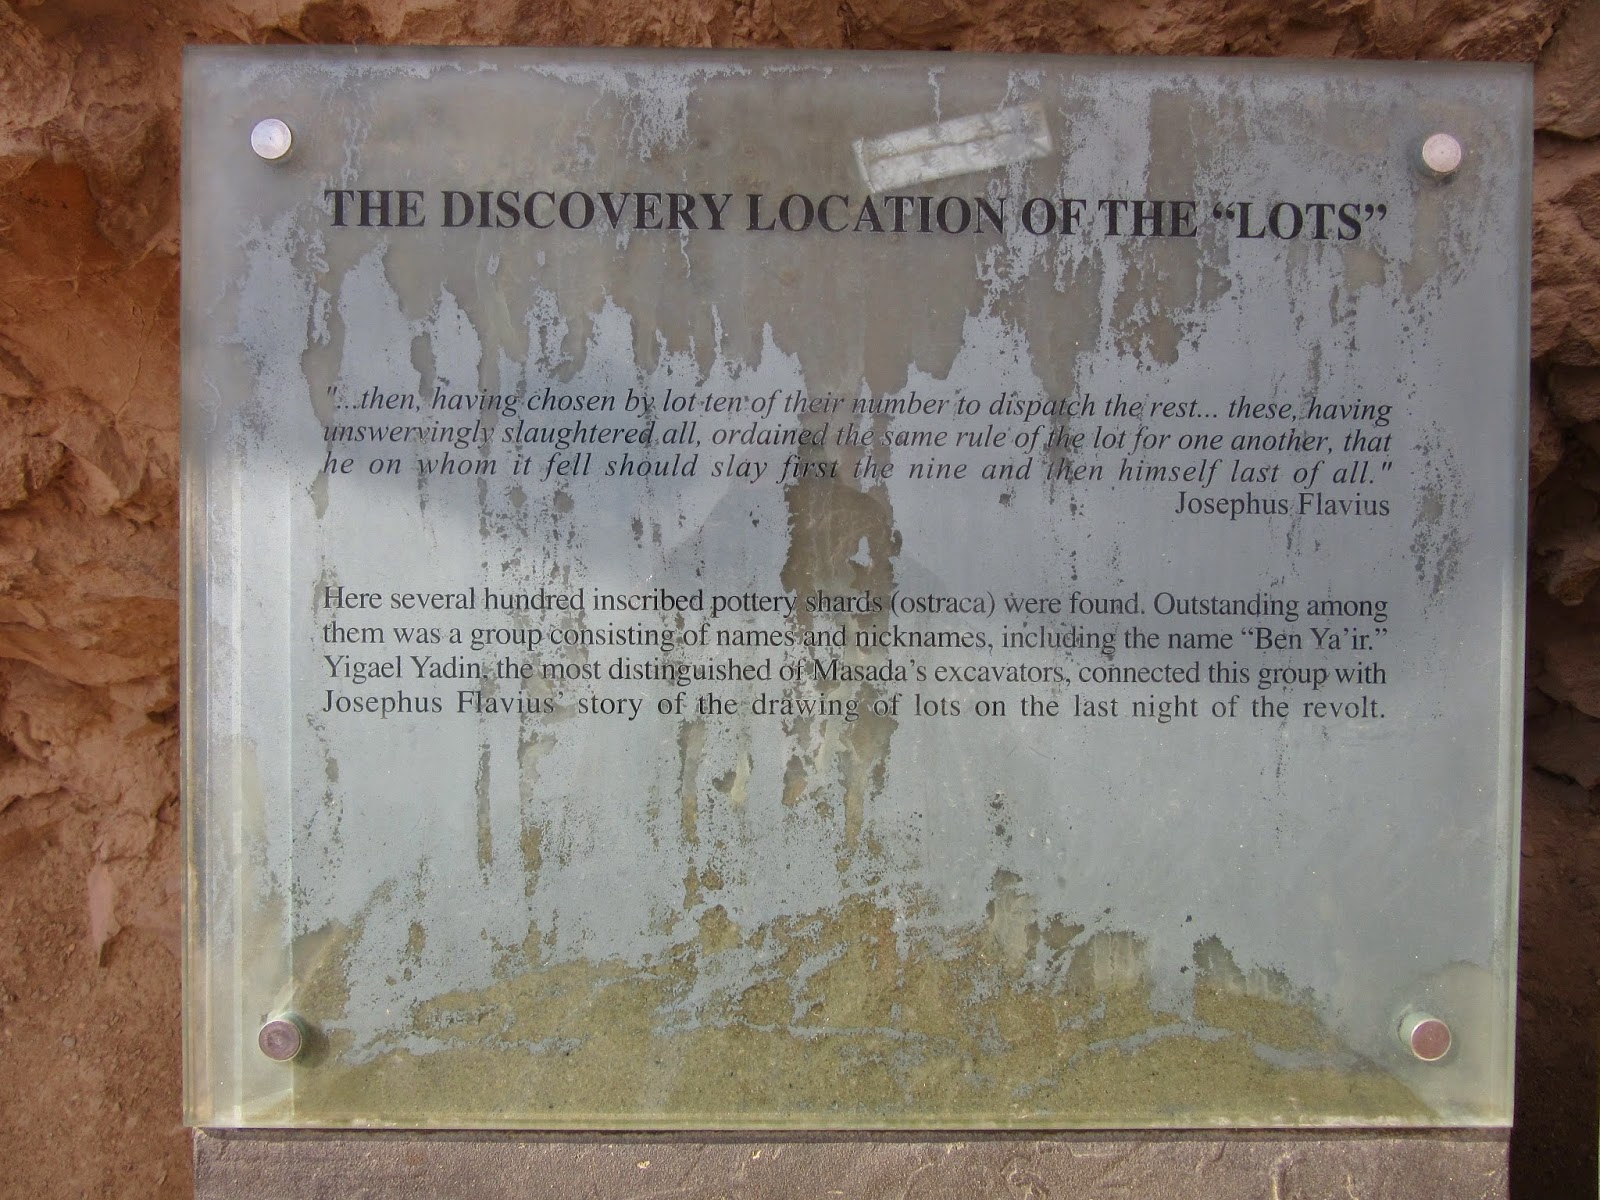 THE DISCOVERY LOCATION OF THE “LOTS”
"...then, having chosen by lot ten of their number to dispatch the rest... these, having
unswervingly slaughtered all, ordained the same rule of the lot for one another, that
he on whom it fell should slay first the nine and then himself last of all."
Josephus Flavius
Here several hundred inscribed pottery shards (ostraca) were found. Outstanding among
them was a group consisting of names and nicknames, including the name “Ben Ya’ir.”
Yigael Yadin, the most distinguished of Masada’s excavators, connected this group with
Josephus Flavius’ story of the drawing of lots on the last night of the revolt.